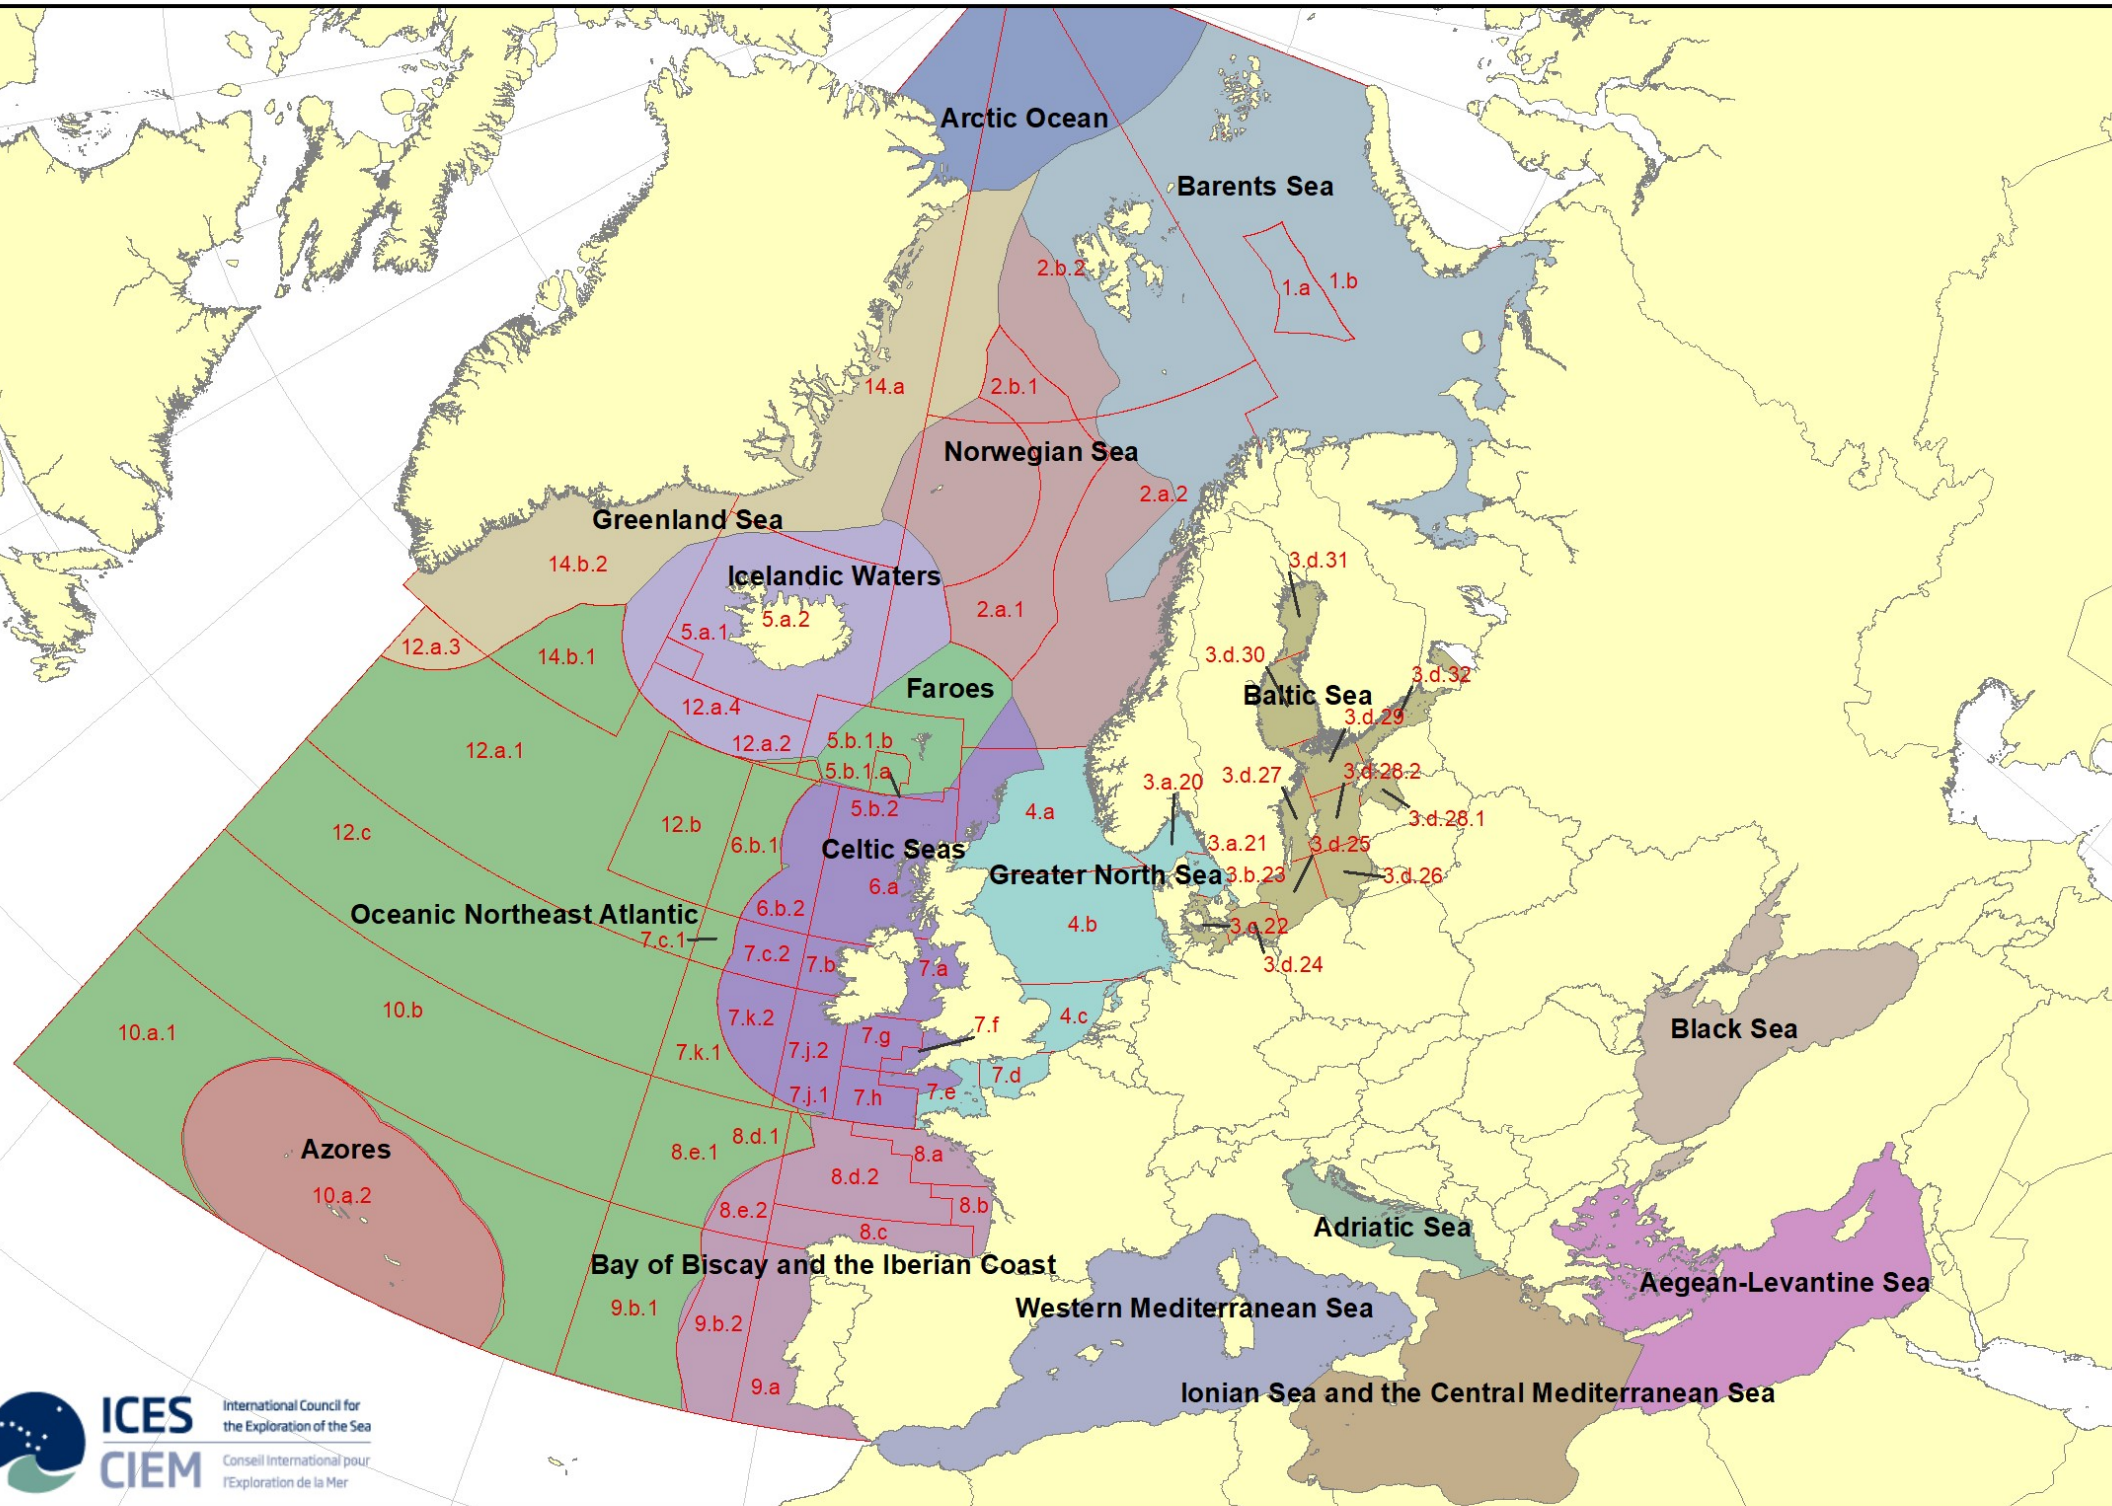 Arctic Ocean
Barents Sea
2.b.2
1.a
1.b
14.a
2.b.1
Norwegian Sea
2.a.2
Greenland Sea
14.b.2
Icelandic Waters
5.a.2
5.a.1
2.a.1
3.d.31
12.a.3
14.b.1
3.d.30
3.d.32
Faroes
Baltic Sea
12.a.4
3.d.29
12.a.1
12.a.2
5.b.1.b
5.b.1.a
3.a.20
3.d.27
3.d.28.2
5.b.2
4.a
3.d.28.1
12.c
12.b
6.b.1
Celtic Seas
3.a.21
3.d.25
6.a
Greater North Sea
3.b.23
3.d.26
Oceanic Northeast Atlantic
6.b.2
4.b
3.c.22
7.c.1
7.c.2
7.b
7.a
3.d.24
10.b
10.a.1
7.k.2
7.g
7.f
4.c
Black Sea
7.k.1
7.j.2
7.d
7.j.1
7.h
7.e
Azores
8.e.1
8.d.1
8.a
10.a.2
8.d.2
8.e.2
8.b
8.c
Adriatic Sea
Bay of Biscay and the Iberian Coast
Aegean-Levantine Sea
9.b.1
9.b.2
Western Mediterranean Sea
9.a
Ionian Sea and the Central Mediterranean Sea
ICES
International Council for
the Exploration of the Sea
CIEM
Conseil International pour
l'Exploration de la Mer